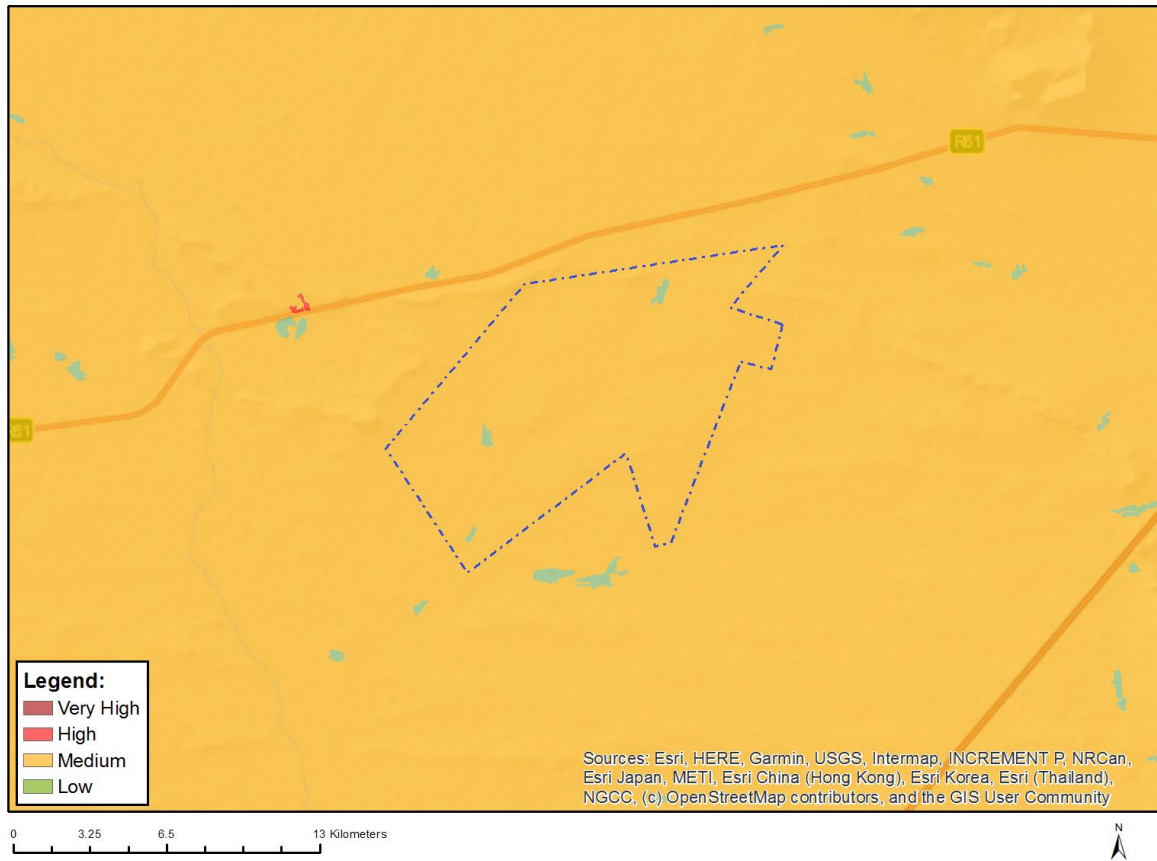 R61
R61
Legend:
Very High
High
Medium
Low
Sources: Esri, HERE, Garmin, USGS, Intermap, INCREMENT P, NRCan,
Esri Japan, METI, Esri China (Hong Kong), Esri Korea, Esri (Thailand),
NGCC, (c) OpenStreetMap contributors, and the GIS User Community
0 3.25 6.5 13 Kilometers
N